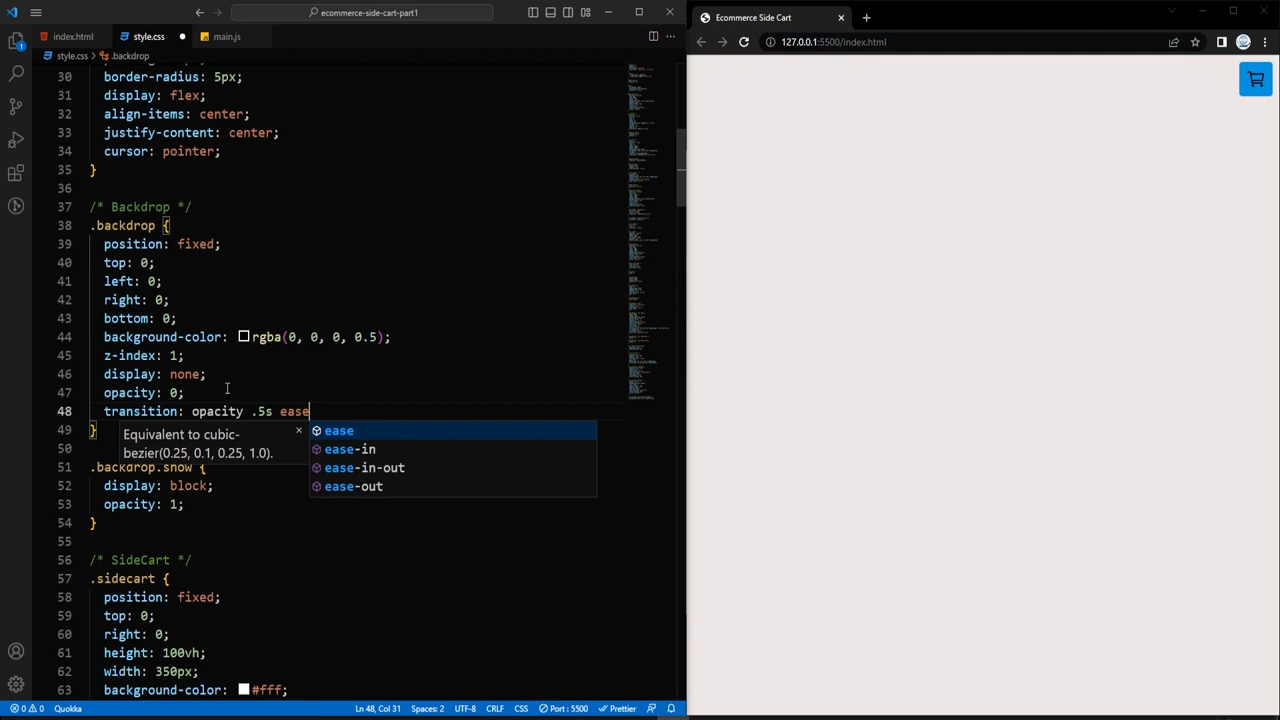 ecommerce-side-cart-part1
index.html
style.css
main.js
style.css > .backdrop
30 border-radius: 5px;
31 display: flex;
32 align-items: center;
33 justify-content: center;
34 cursor: pointer;
35 }
36
37 /* Backdrop */
38 .backdrop {
39 position: fixed;
40 top: 0;
41 left: 0;
42 right: 0;
43 bottom: 0;
44 background-color: rgba(0, 0, 0, 0.5);
45 z-index: 1;
46 display: none;
47 opacity: 0;
48 transition: opacity .5s ease
49 }
Equivalent to cubic-
bezier(0.25, 0.1, 0.25, 1.0).
×
ease
ease-in
ease-in-out
ease-out
50
51 .backdrop.show {
52 display: block;
53 opacity: 1;
54 }
55
56 /* SideCart */
57 .sidecart {
58 position: fixed;
59 top: 0;
60 right: 0;
61 height: 100vh;
62 width: 350px;
63 background-color: #fff;
0 0 Quokka Ln 48, Col 31 Spaces: 2 UTF-8 CRLF CSS Port : 5500 Prettier
Ecommerce Side Cart
127.0.0.1:5500/index.html